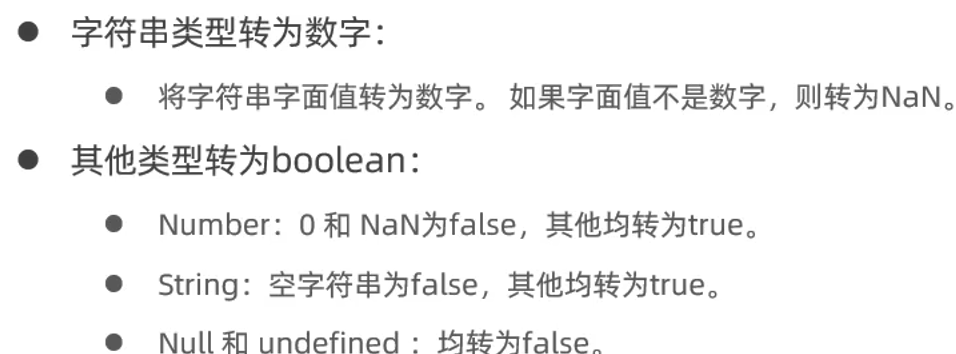 ● 字符串类型转为数字：
● 将字符串字面值转为数字。 如果字面值不是数字，则转为NaN。
● 其他类型转为boolean：
● Number：0 和 NaN为false，其他均转为true。
● String：空字符串为false，其他均转为true。
● Null 和 undefined ：均转为false。